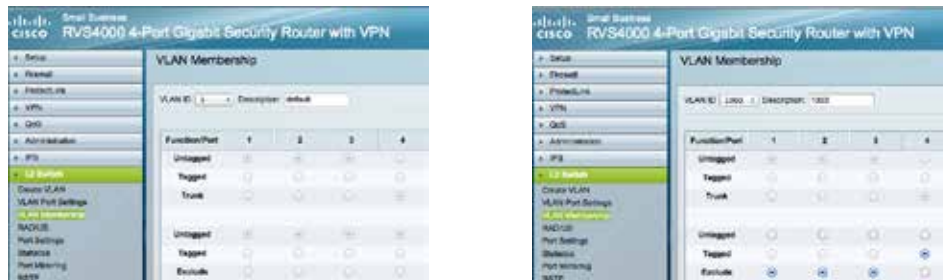 cisco Small Business
RVS4000 4-Port Gigabit Security Router with VPN
Setup
Firewall
ProtectLink
VPN
QoS
Administration
IPS
L2 Switch
Create VLAN
VLAN Port Settings
VLAN Membership
RADIUS
Port Settings
Statistics
Port Mirroring
RSTP
VLAN Membership
VLAN ID: 1 Description: default
Function/Port 1 2 3 4
Untagged
Tagged
Trunk
Untagged
Tagged
Exclude
cisco Small Business
RVS4000 4-Port Gigabit Security Router with VPN
Setup
Firewall
ProtectLink
VPN
QoS
Administration
IPS
L2 Switch
Create VLAN
VLAN Port Settings
VLAN Membership
RADIUS
Port Settings
Statistics
Port Mirroring
RSTP
VLAN Membership
VLAN ID: Description:
Function/Port 1 2 3 4
Untagged
Tagged
Trunk
Untagged
Tagged
Exclude